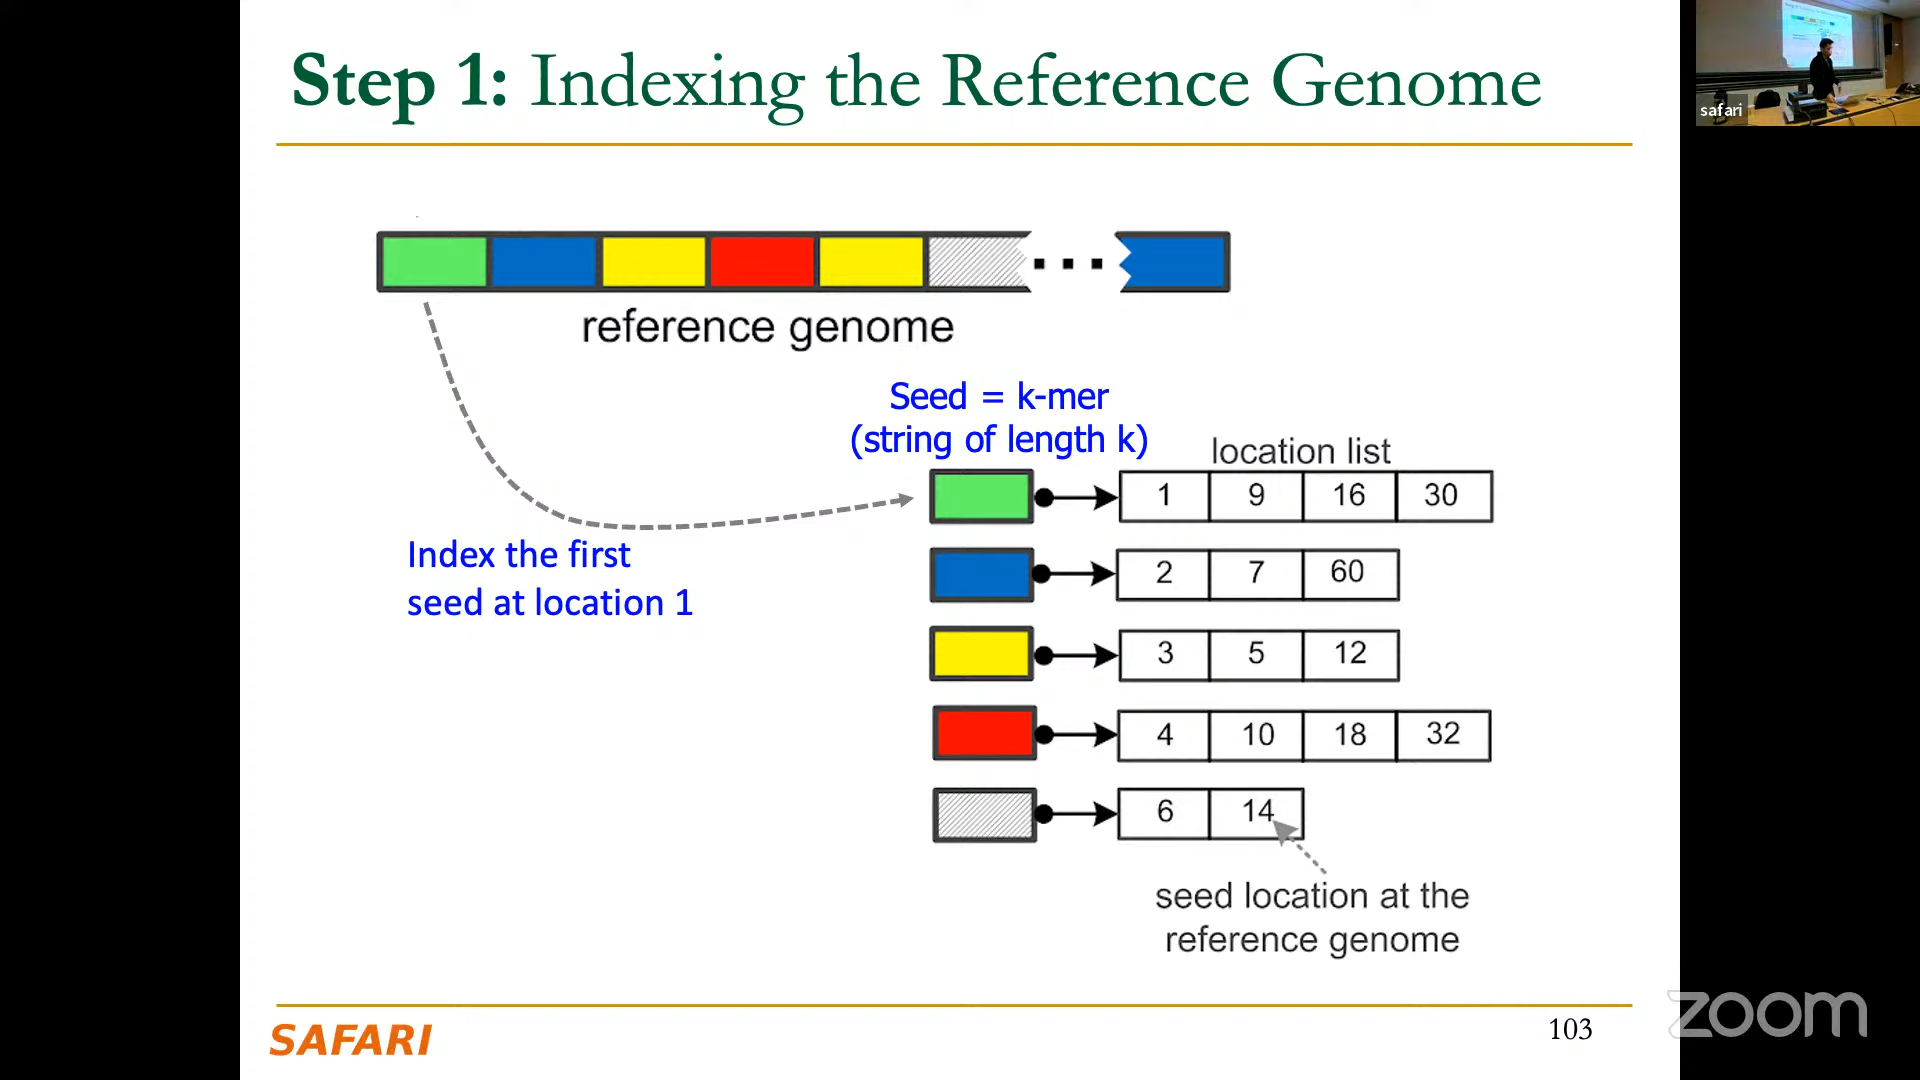 Step 1: Indexing the Reference Genome
safari
reference genome
Seed = k-mer
(string of length k)
location list
1 9 16 30
Index the first
seed at location 1
2 7 60
3 5 12
4 10 18 32
6 14
seed location at the
reference genome
SAFARI
103
zoom